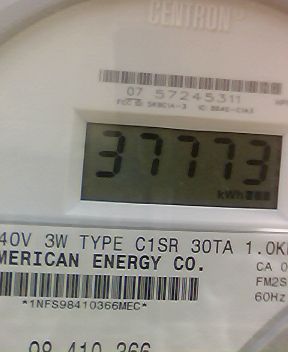 CENTRON
07 57245311
37773
kWh
40V 3W TYPE C1SR 30TA 1.0K
MERICAN ENERGY CO.
CA 0
FM2S
60Hz
*1NFS98410366MEC*
98 410 366